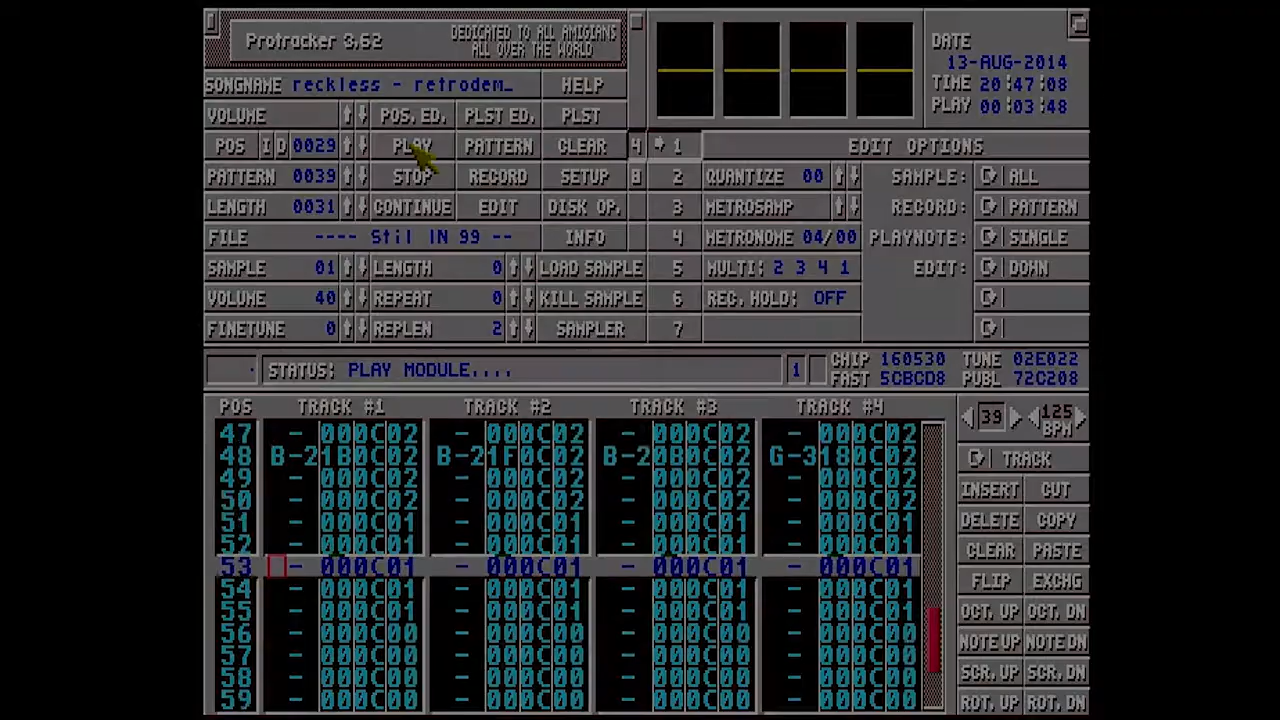 Protracker 3.62
DEDICATED TO ALL AMIGIANS
ALL OVER THE WORLD
DATE
13-AUG-2014
TIME 20:47:08
PLAY 00:03:48
SONGNAME reckless - retrodem_ HELP
VOLUME POS. ED. PLST ED. PLST
POS I D 0029 PLAY PATTERN CLEAR 4 1 EDIT OPTIONS
PATTERN 0039 STOP RECORD SETUP 8 2 QUANTIZE 00 SAMPLE: ALL
LENGTH 0031 CONTINUE EDIT DISK OP. 3 METROSAMP RECORD: PATTERN
FILE ---- Stil IN 99 -- INFO 4 METRONOME 04/00 PLAYNOTE: SINGLE
SAMPLE 01 LENGTH 0 LOAD SAMPLE 5 MULTI: 2 3 4 1 EDIT: DOWN
VOLUME 40 REPEAT 0 KILL SAMPLE 6 REC. HOLD: OFF
FINETUNE 0 REPLEN 2 SAMPLER 7
STATUS: PLAY MODULE.... 1 CHIP 160530 TUNE 02E022
FAST 5CBCD8 PUBL 72C208
POS TRACK #1 TRACK #2 TRACK #3 TRACK #4
47 - 000C02 - 000C02 - 000C02 - 000C02
48 B-21B0C02 B-21F0C02 B-20B0C02 G-3180C02
49 - 000C02 - 000C02 - 000C02 - 000C02
50 - 000C02 - 000C02 - 000C02 - 000C02
51 - 000C01 - 000C01 - 000C01 - 000C01
52 - 000C01 - 000C01 - 000C01 - 000C01
53 - 000C01 - 000C01 - 000C01 - 000C01
54 - 000C01 - 000C01 - 000C01 - 000C01
55 - 000C01 - 000C01 - 000C01 - 000C01
56 - 000C00 - 000C00 - 000C00 - 000C00
57 - 000C00 - 000C00 - 000C00 - 000C00
58 - 000C00 - 000C00 - 000C00 - 000C00
59 - 000C00 - 000C00 - 000C00 - 000C00
39 125 BPM
TRACK
INSERT CUT
DELETE COPY
CLEAR PASTE
FLIP EXCHG
OCT. UP OCT. DN
NOTE UP NOTE DN
SCR. UP SCR. DN
ROT. UP ROT. DN